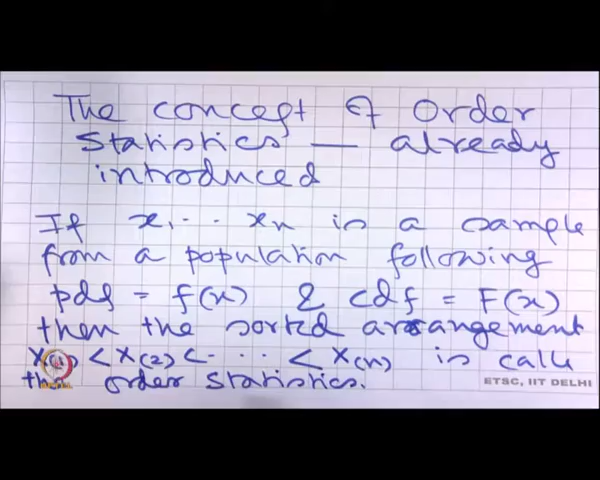 The concept of Order
Statistics — already
introduced
If x1.. xn is a sample
from a population following
pdf = f(x) & cdf = F(x)
then the sorted arrangement
X(1) < X(2) < .. .. < X(n) is calle
the order statistics.
ETSC, IIT DELHI